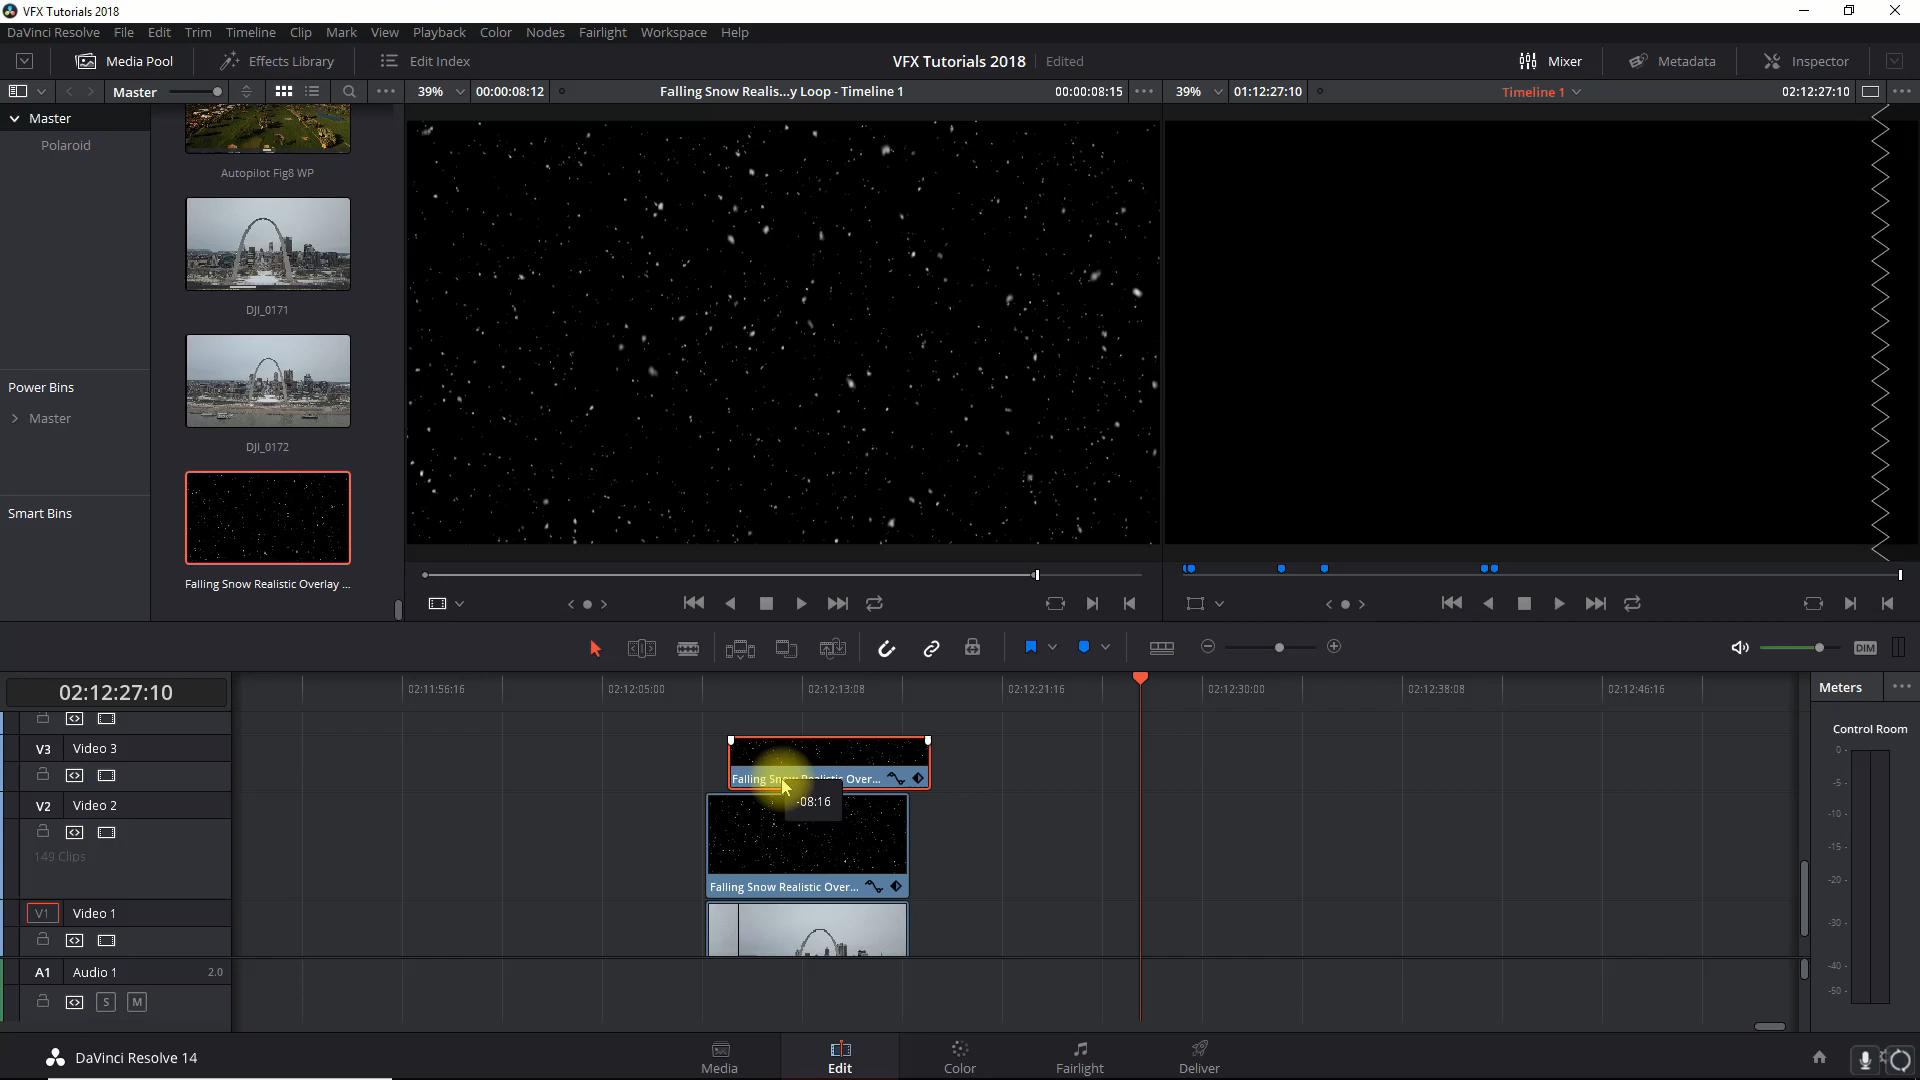 VFX Tutorials 2018
DaVinci Resolve File Edit Trim Timeline Clip Mark View Playback Color Nodes Fairlight Workspace Help
Media Pool Effects Library Edit Index VFX Tutorials 2018 Edited Mixer Metadata Inspector
Master 39% 00:00:08:12 Falling Snow Realis...y Loop - Timeline 1 00:00:08:15 39% 01:12:27:10 Timeline 1 02:12:27:10
Master
Polaroid
Autopilot Fig8 WP
DJI_0171
Power Bins
Master
DJI_0172
Smart Bins
Falling Snow Realistic Overlay ...
DIM
02:12:27:10
02:11:56:16 02:12:05:00 02:12:13:08 02:12:21:16 02:12:30:00 02:12:38:08 02:12:46:16
Meters
Control Room
V3 Video 3
Falling Snow Realistic Over...
-08:16
V2 Video 2
149 Clips
Falling Snow Realistic Over...
V1 Video 1
A1 Audio 1 2.0
S M
0
-5
-10
-15
-20
-30
-40
-50
DaVinci Resolve 14
Media Edit Color Fairlight Deliver